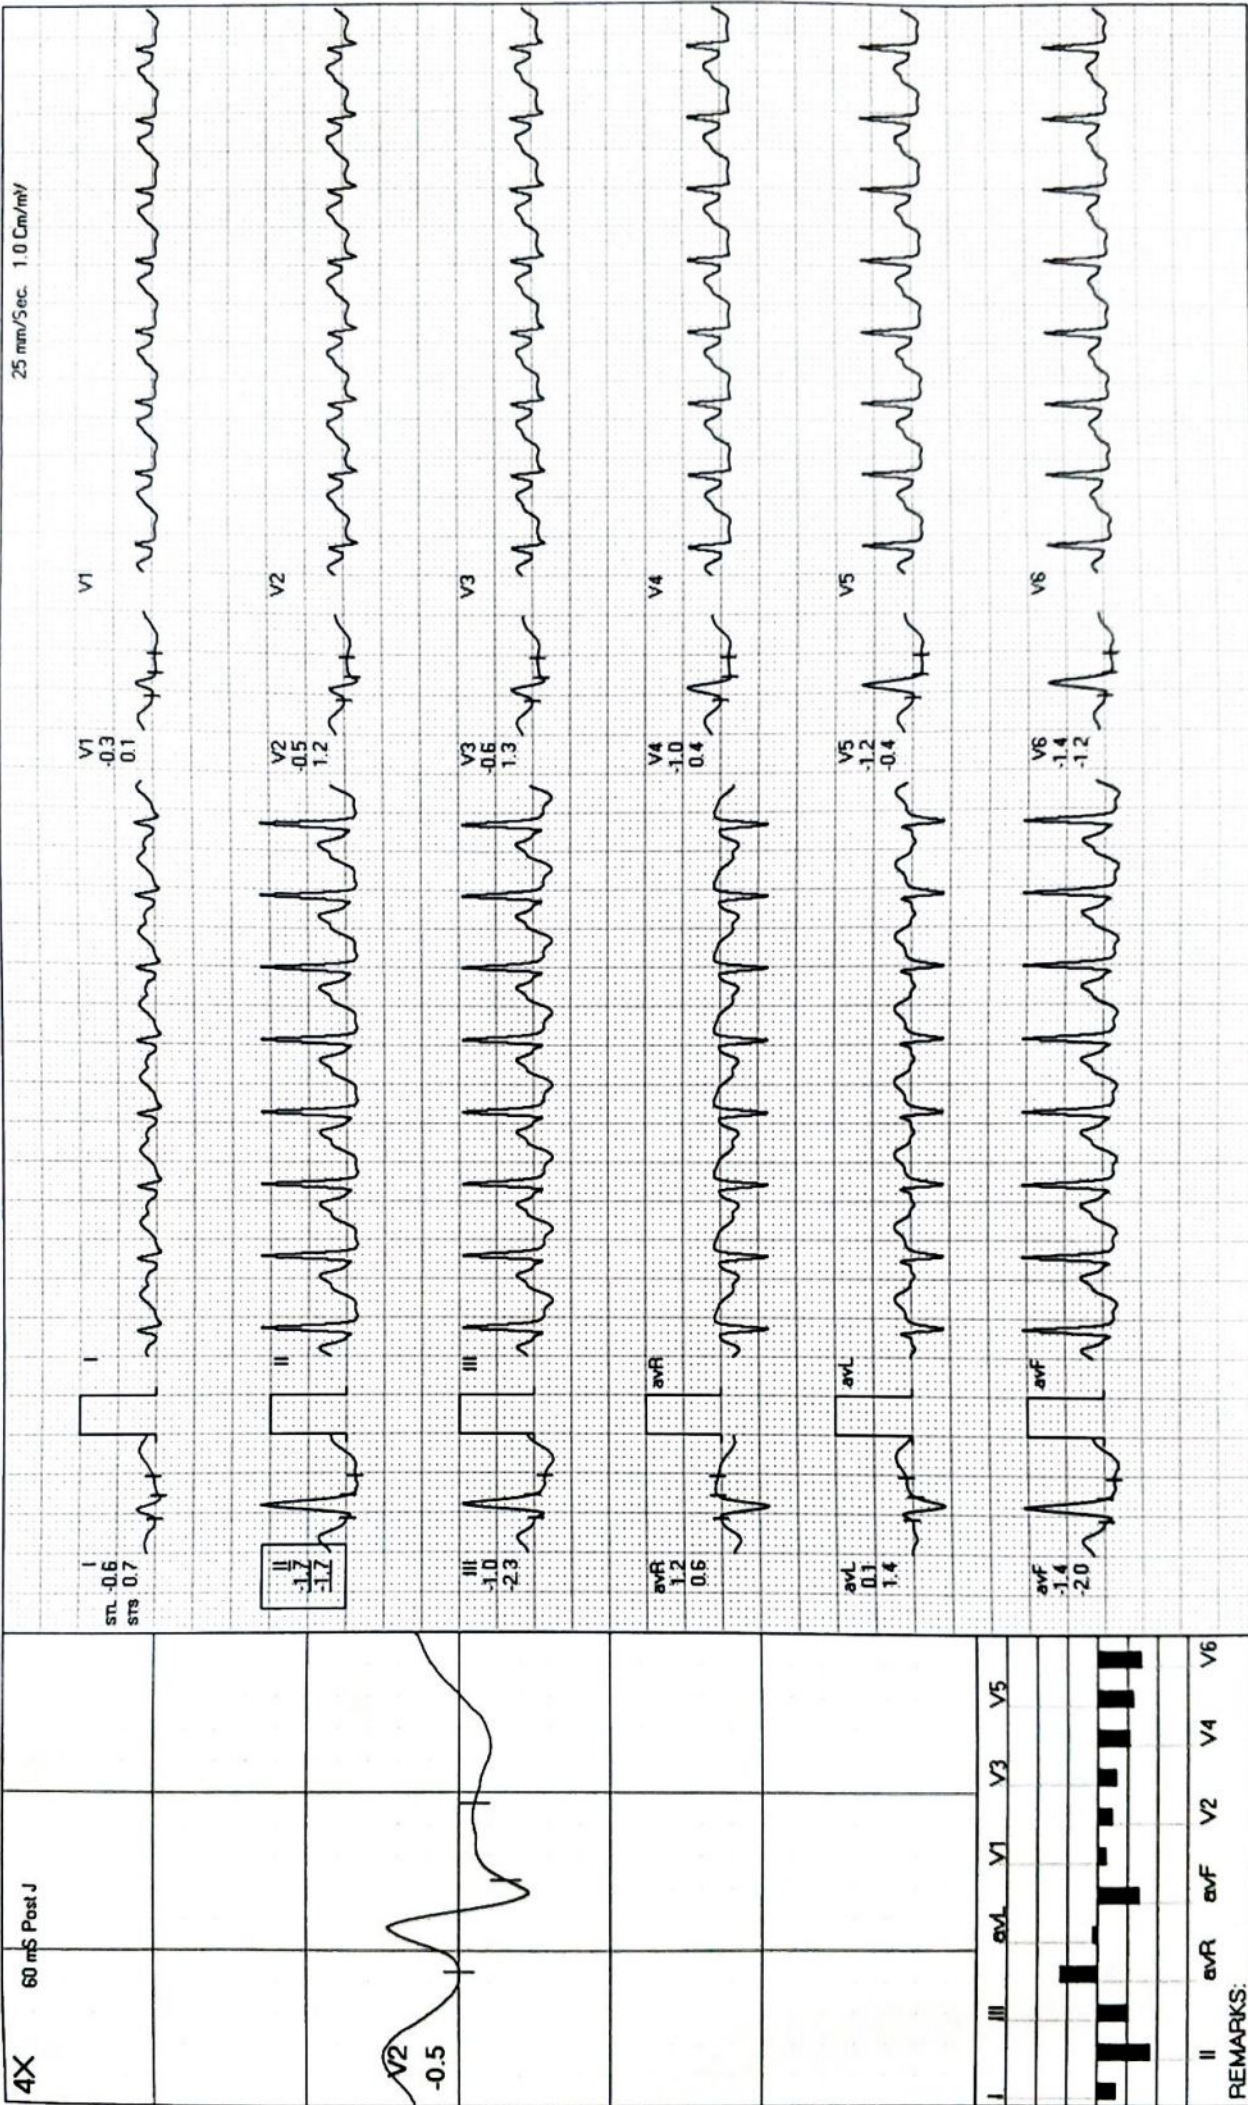 4X
60 mS Post J
25 mm/Sec. 1.0 Cm/mV
V2
-0.5
I
STL -0.6
STS 0.7
I
V1
-0.3
0.1
V1
II
-1.7
-1.7
II
V2
-0.5
1.2
V2
III
-1.0
-2.3
III
V3
-0.6
1.3
V3
avR
1.2
0.6
avR
V4
-1.0
0.4
V4
avL
0.1
1.4
avL
V5
-1.2
-0.4
V5
avF
-1.4
-2.0
avF
V6
-1.4
-1.2
V6
I III avL V1 V3 V5
II avR avF V2 V4 V6
REMARKS: